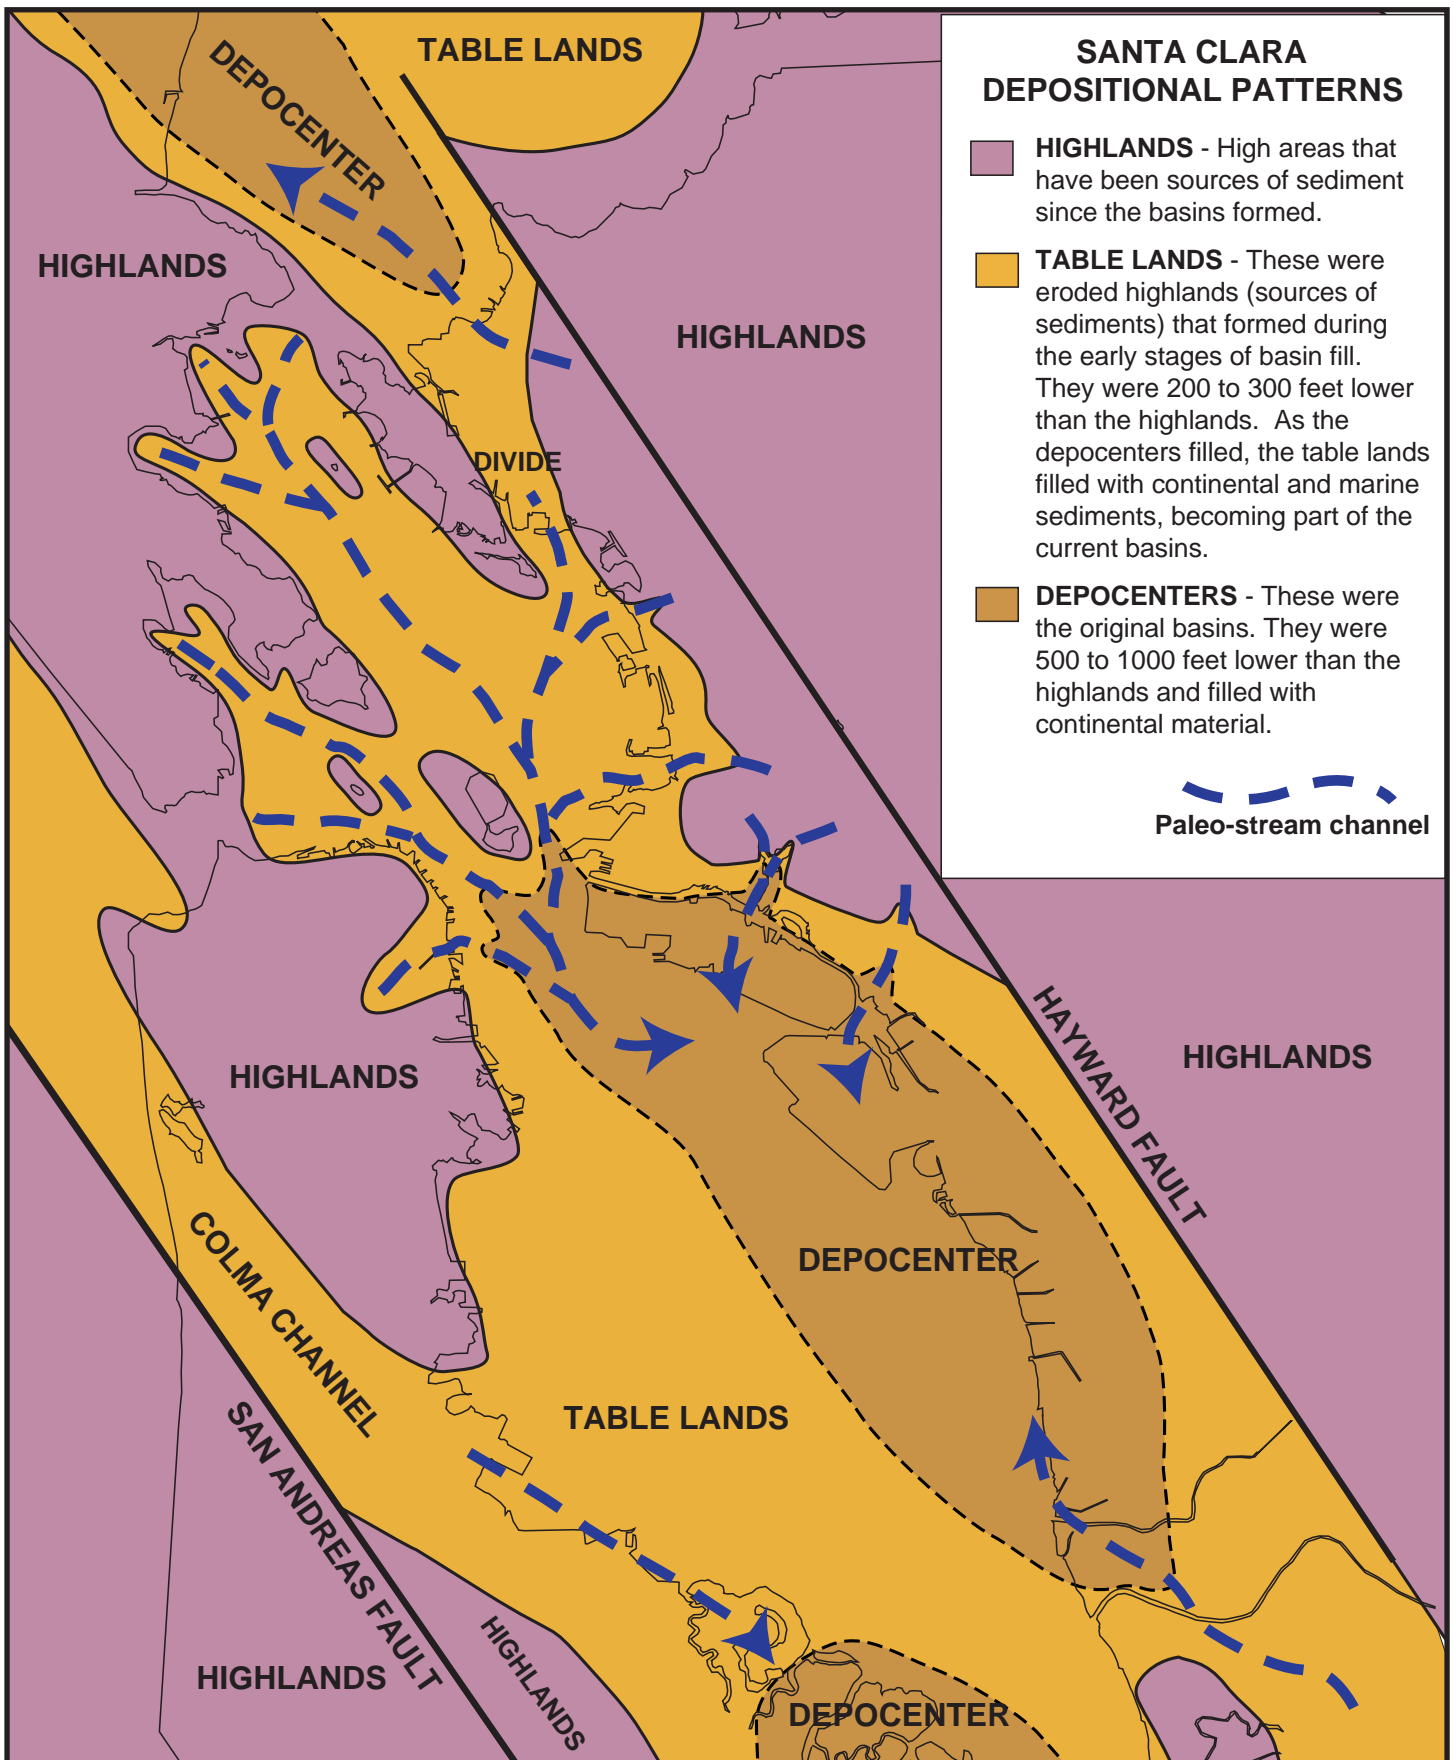 TABLE LANDS
DEPOCENTER
HIGHLANDS
HIGHLANDS
DIVIDE
SANTA CLARA
DEPOSITIONAL PATTERNS
HIGHLANDS - High areas that
have been sources of sediment
since the basins formed.
TABLE LANDS - These were
eroded highlands (sources of
sediments) that formed during
the early stages of basin fill.
They were 200 to 300 feet lower
than the highlands. As the
depocenters filled, the table lands
filled with continental and marine
sediments, becoming part of the
current basins.
DEPOCENTERS - These were
the original basins. They were
500 to 1000 feet lower than the
highlands and filled with
continental material.
Paleo-stream channel
HIGHLANDS
HAYWARD FAULT
HIGHLANDS
COLMA CHANNEL
DEPOCENTER
TABLE LANDS
SAN ANDREAS FAULT
HIGHLANDS
HIGHLANDS
DEPOCENTER